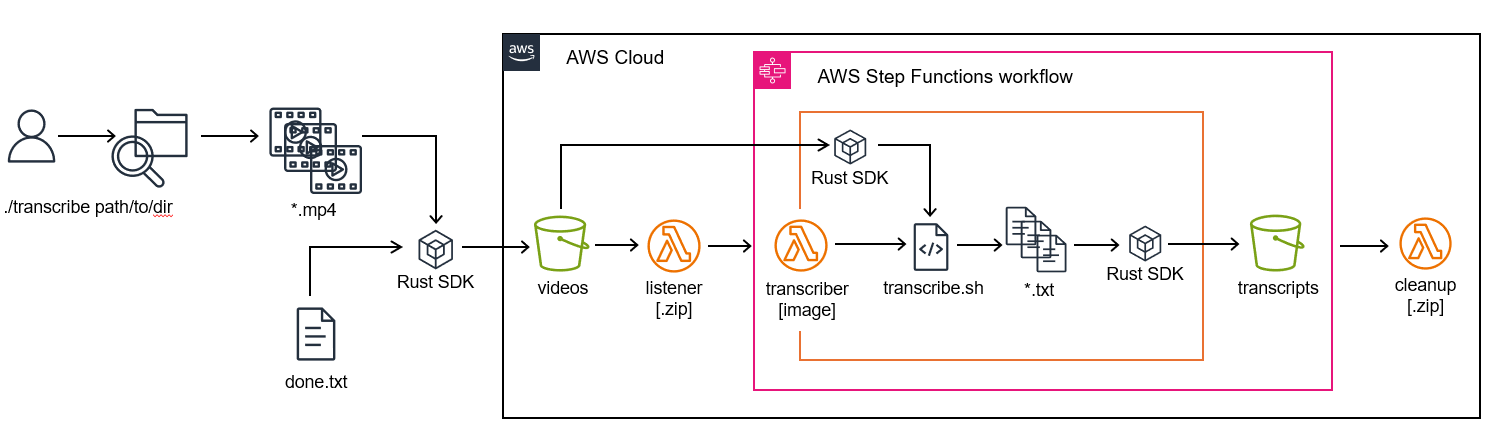 aws
AWS Cloud
AWS Step Functions workflow
./transcribe path/to/dir
*.mp4
Rust SDK
done.txt
videos
listener
[.zip]
Rust SDK
transcriber
[image]
transcribe.sh
*.txt
Rust SDK
transcripts
cleanup
[.zip]